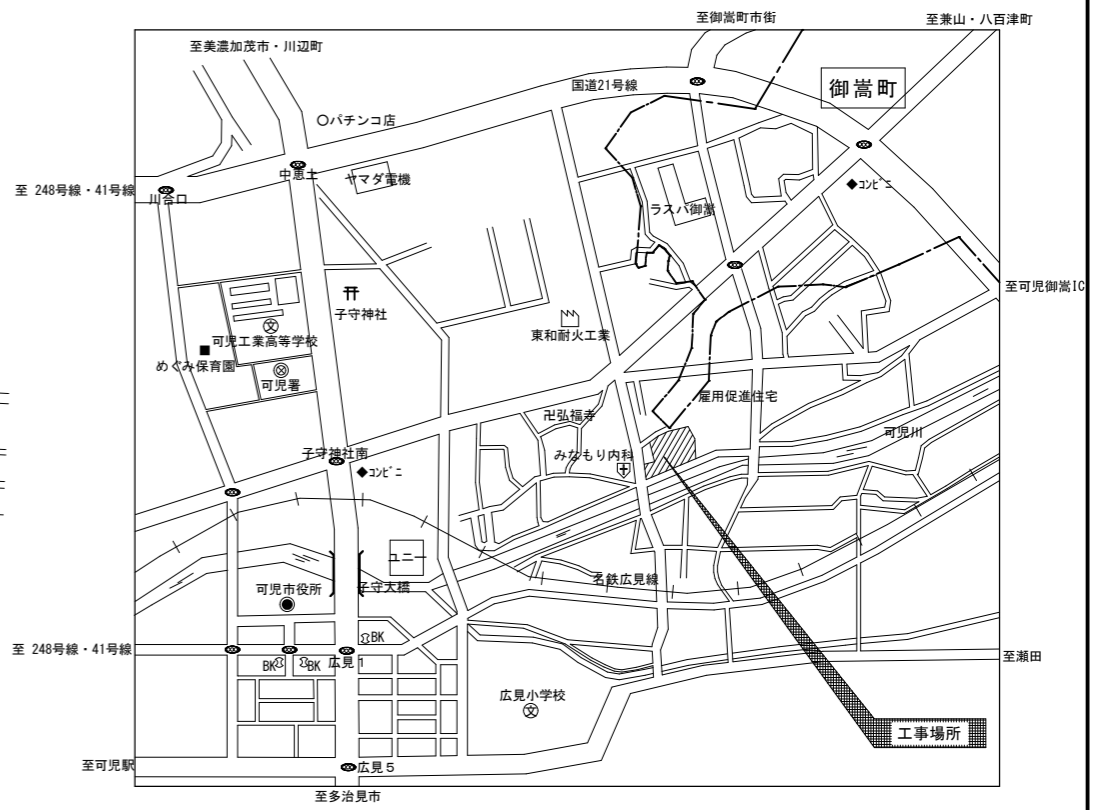 至御嵩町市街
至兼山・八百津町
至美濃加茂市・川辺町
国道21号線
御嵩町
○パチンコ店
中恵土
ヤマダ電機
至 248号線・41号線
川合口
◆コンビニ
ラスパ御嵩
至可児御嵩IC
子守神社
文
可児工業高等学校
めぐみ保育園
可児署
東和耐火工業
雇用促進住宅
卍弘福寺
可児川
子守神社南
みなもり内科
◆コンビニ
ユニー
子守大橋
名鉄広見線
可児市役所
BK
至 248号線・41号線
BK
BK
広見1
至瀬田
広見小学校
文
工事場所
至可児駅
広見5
至多治見市